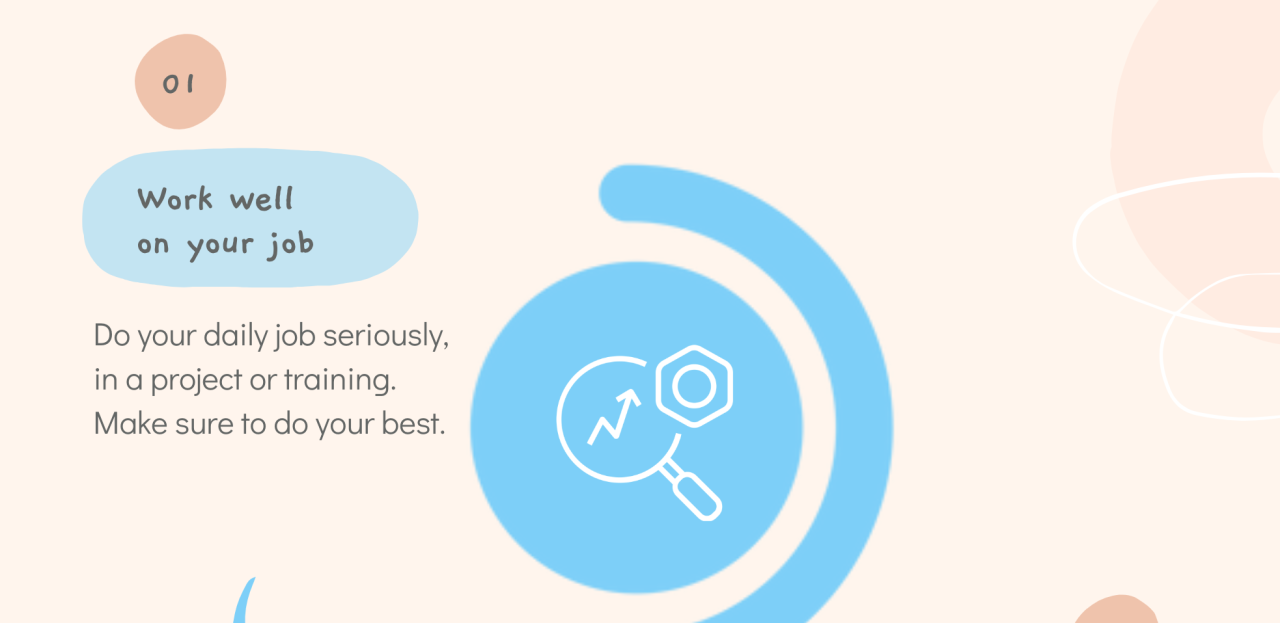 01
Work well
on your job
Do your daily job seriously,
in a project or training.
Make sure to do your best.